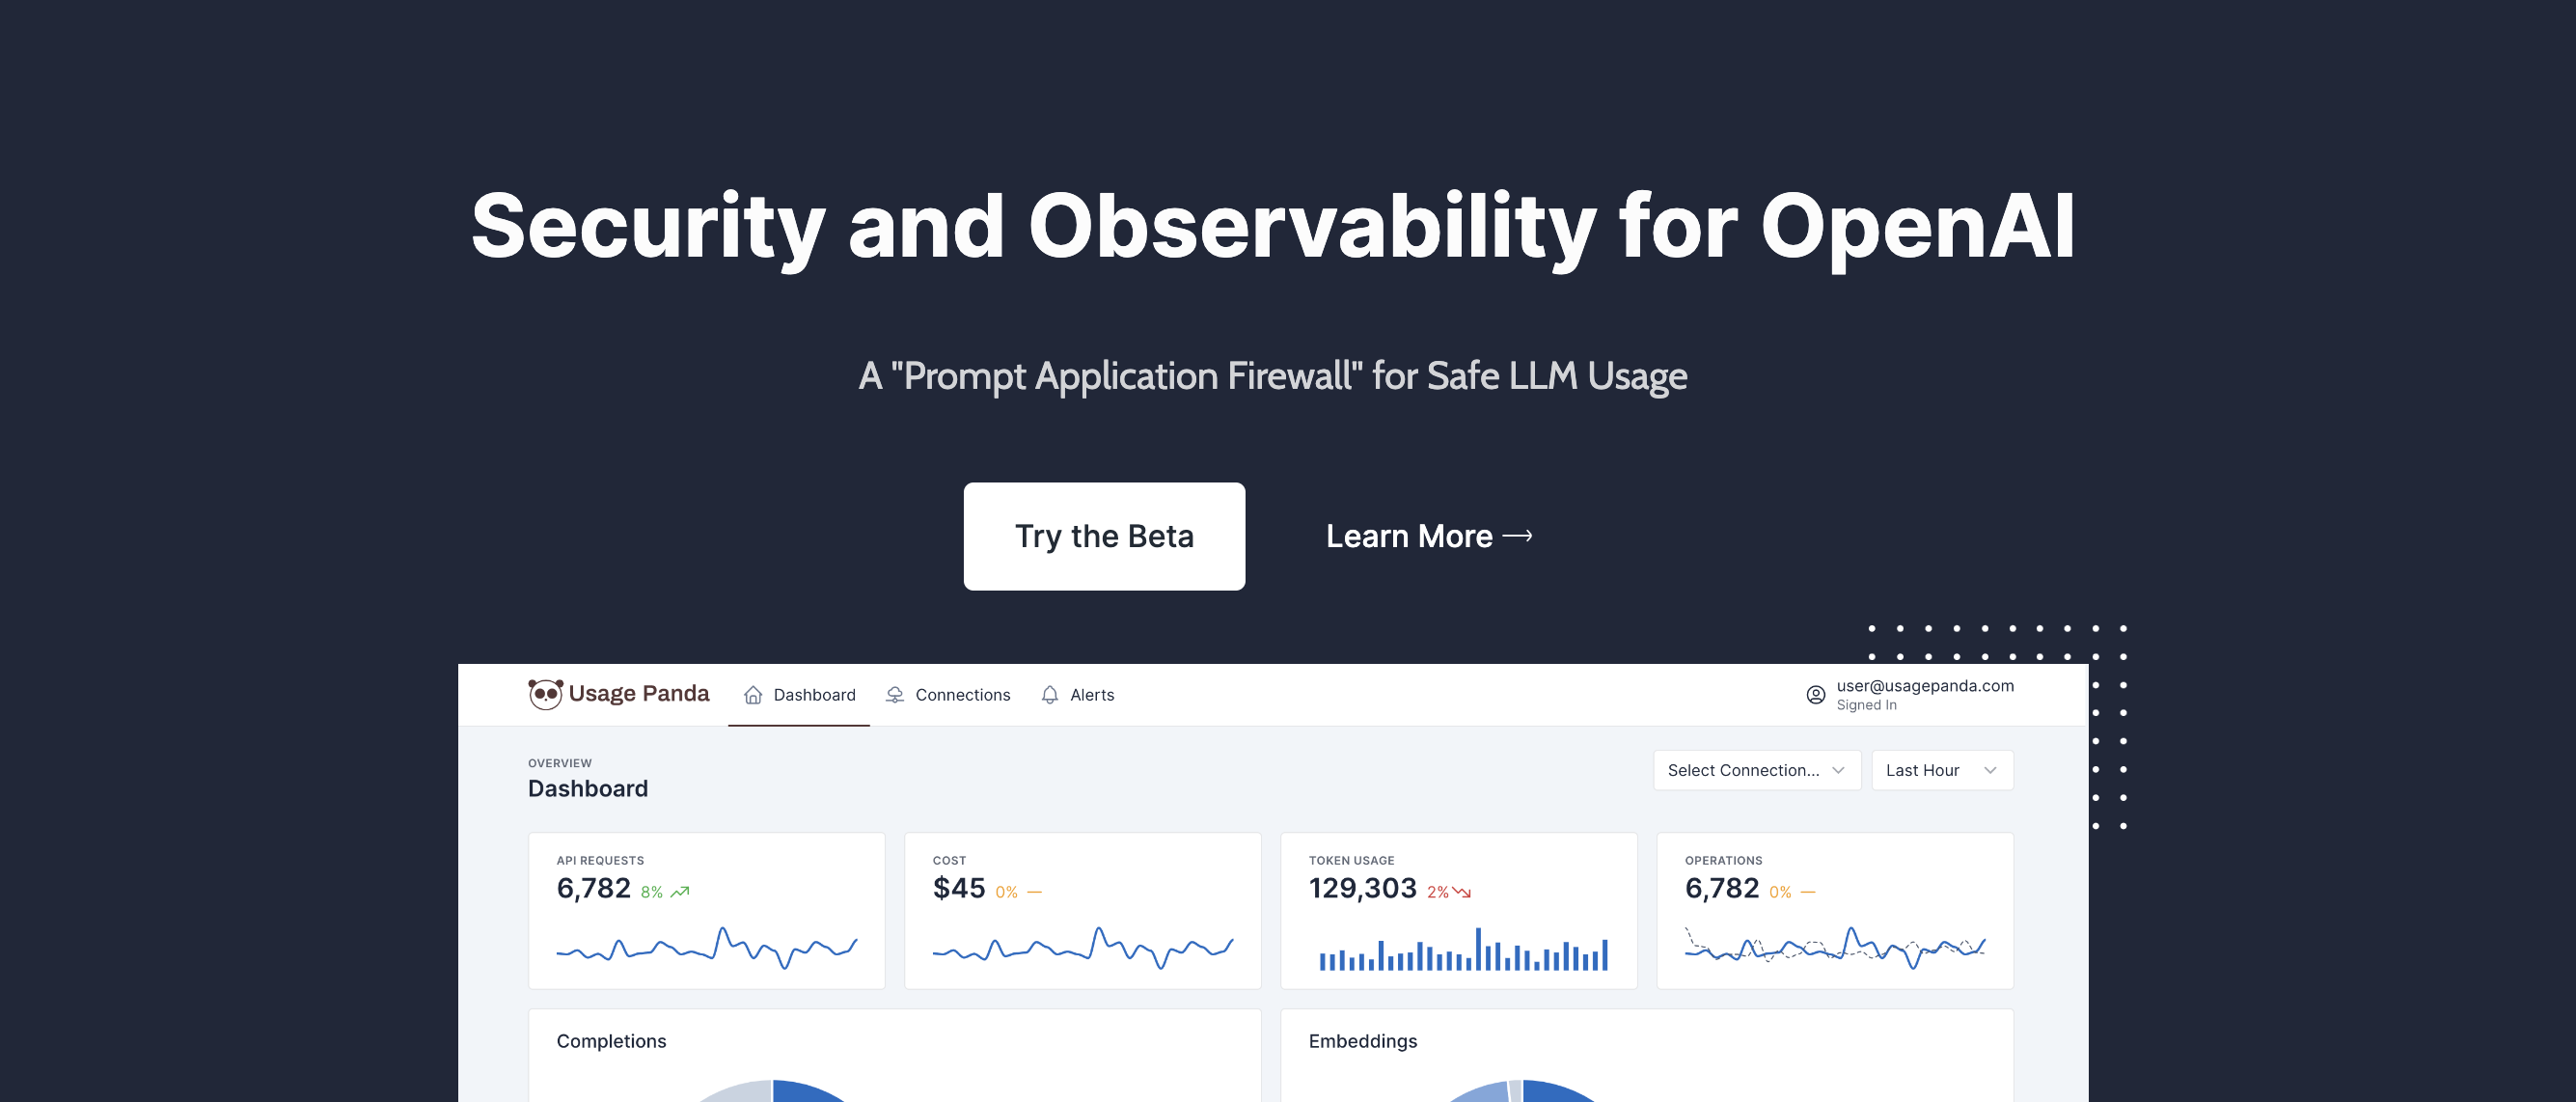 Security and Observability for OpenAI
A "Prompt Application Firewall" for Safe LLM Usage
Try the Beta
Learn More
Usage Panda
Dashboard
Connections
Alerts
user@usagepanda.com
Signed In
OVERVIEW
Dashboard
Select Connection...
Last Hour
API REQUESTS
6,782 8%
COST
$45 0%
TOKEN USAGE
129,303 2%
OPERATIONS
6,782 0%
Completions
Embeddings